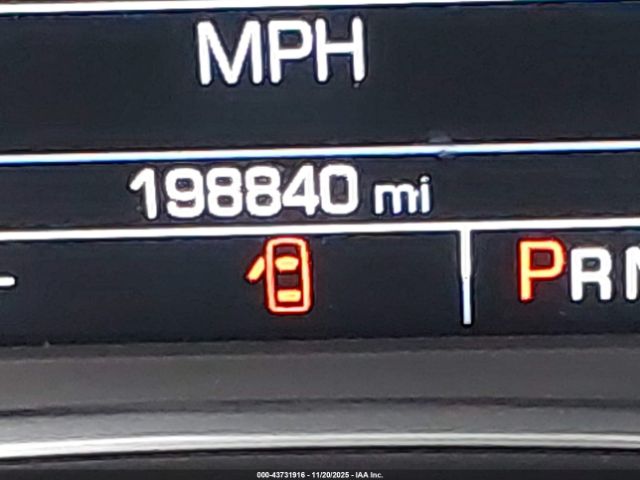 MPH
198840 mi
PRN
000-43731916 - 11/20/2025 - IAA Inc.